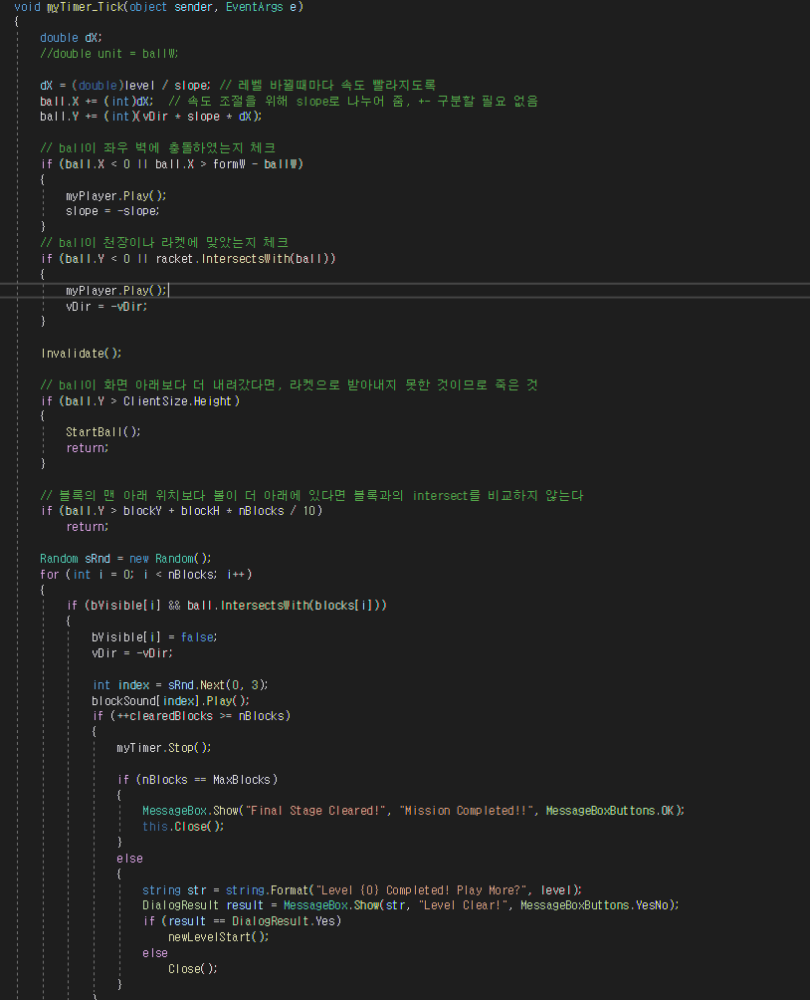 void myTimer_Tick(object sender, EventArgs e)
{
double dX;
//double unit = ballW;
dX = (double)level / slope; // 레벨 바뀔때마다 속도 빨라지도록
ball.X += (int)dX; // 속도 조절을 위해 slope로 나누어 줌, +- 구분할 필요 없음
ball.Y += (int)(vDir * slope * dX);
// ball이 좌우 벽에 충돌하였는지 체크
if (ball.X < 0 || ball.X > formW - ballW)
{
myPlayer.Play();
slope = -slope;
}
// ball이 천장이나 라켓에 맞았는지 체크
if (ball.Y < 0 || racket.IntersectsWith(ball))
{
myPlayer.Play();
vDir = -vDir;
}
Invalidate();
// ball이 화면 아래보다 더 내려갔다면, 라켓으로 받아내지 못한 것이므로 죽은 것
if (ball.Y > ClientSize.Height)
{
StartBall();
return;
}
// 블록의 맨 아래 위치보다 볼이 더 아래에 있다면 블록과의 intersect를 비교하지 않는다
if (ball.Y > blockY + blockH * nBlocks / 10)
return;
Random sRnd = new Random();
for (int i = 0; i < nBlocks; i++)
{
if (bVisible[i] && ball.IntersectsWith(blocks[i]))
{
bVisible[i] = false;
vDir = -vDir;
int index = sRnd.Next(0, 3);
blockSound[index].Play();
if (++clearedBlocks >= nBlocks)
{
myTimer.Stop();
if (nBlocks == MaxBlocks)
{
MessageBox.Show("Final Stage Cleared!", "Mission Completed!!", MessageBoxButtons.OK);
this.Close();
}
else
{
string str = string.Format("Level {0} Completed! Play More?", level);
DialogResult result = MessageBox.Show(str, "Level Clear!", MessageBoxButtons.YesNo);
if (result == DialogResult.Yes)
newLevelStart();
else
Close();
}
}